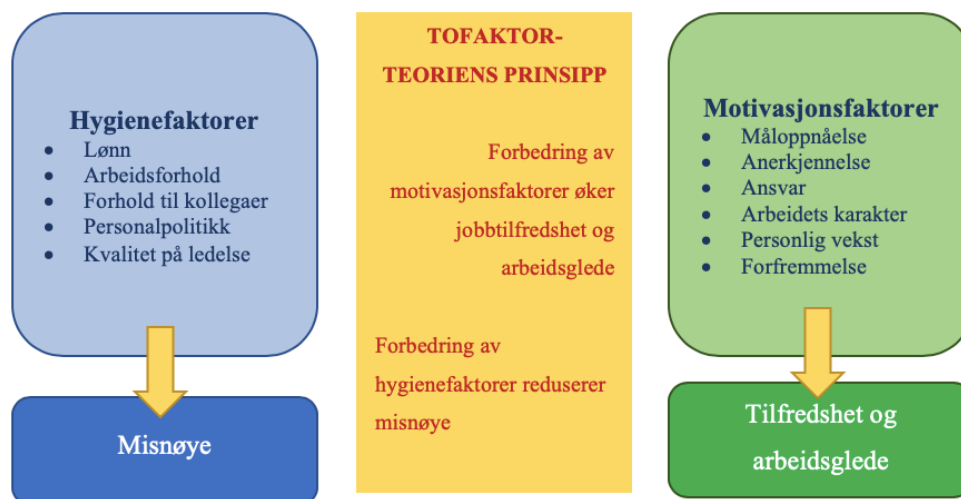 Hygienefaktorer
• Lønn
• Arbeidsforhold
• Forhold til kollegaer
• Personalpolitikk
• Kvalitet på ledelse
Misnøye
TOFAKTOR-
TEORIENS PRINSIPP
Forbedring av
motivasjonsfaktorer øker
jobbtilfredshet og
arbeidsglede
Forbedring av
hygienefaktorer reduserer
misnøye
Motivasjonsfaktorer
• Måloppnåelse
• Anerkjennelse
• Ansvar
• Arbeidets karakter
• Personlig vekst
• Forfremmelse
Tilfredshet og
arbeidsglede